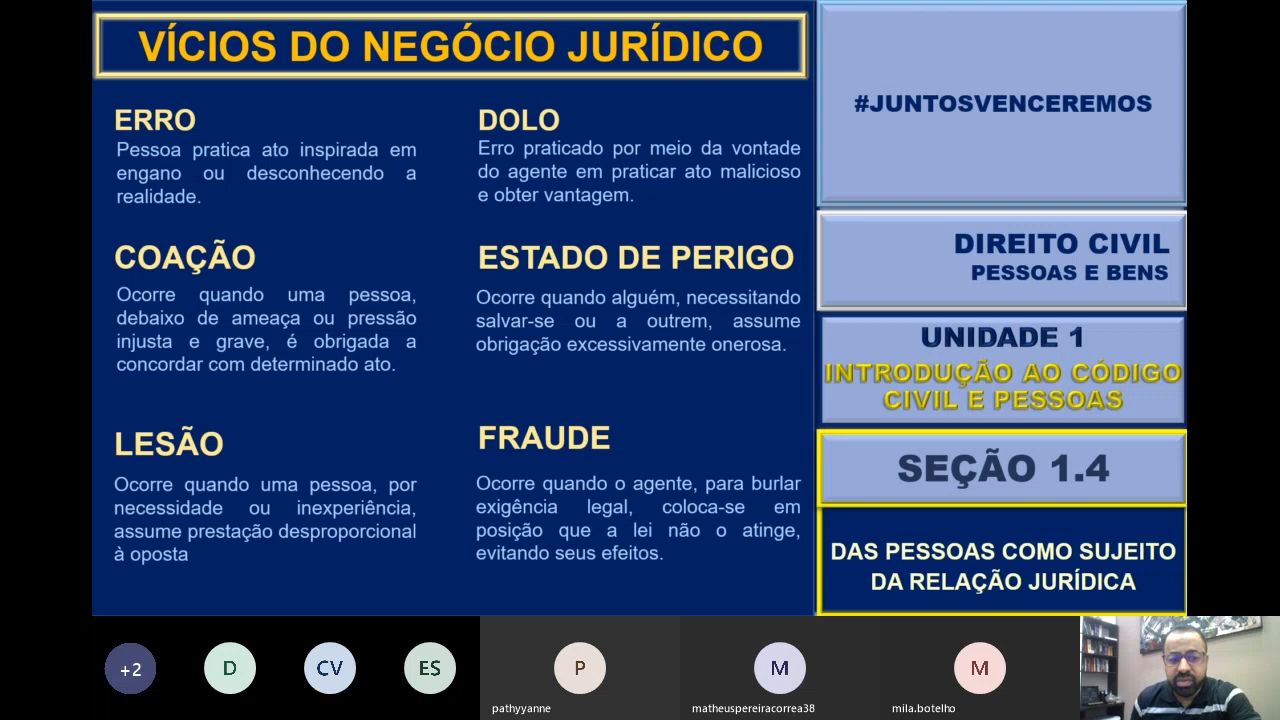 VÍCIOS DO NEGÓCIO JURÍDICO
ERRO
Pessoa pratica ato inspirada em
engano ou desconhecendo a
realidade.
DOLO
Erro praticado por meio da vontade
do agente em praticar ato malicioso
e obter vantagem.
COAÇÃO
Ocorre quando uma pessoa,
debaixo de ameaça ou pressão
injusta e grave, é obrigada a
concordar com determinado ato.
ESTADO DE PERIGO
Ocorre quando alguém, necessitando
salvar-se ou a outrem, assume
obrigação excessivamente onerosa.
LESÃO
Ocorre quando uma pessoa, por
necessidade ou inexperiência,
assume prestação desproporcional
à oposta
FRAUDE
Ocorre quando o agente, para burlar
exigência legal, coloca-se em
posição que a lei não o atinge,
evitando seus efeitos.
#JUNTOSVENCEREMOS
DIREITO CIVIL
PESSOAS E BENS
UNIDADE 1
INTRODUÇÃO AO CÓDIGO
CIVIL E PESSOAS
SEÇÃO 1.4
DAS PESSOAS COMO SUJEITO
DA RELAÇÃO JURÍDICA
+2
D
CV
ES
P
pathyyanne
M
matheuspereiracorrea38
M
mila.botelho